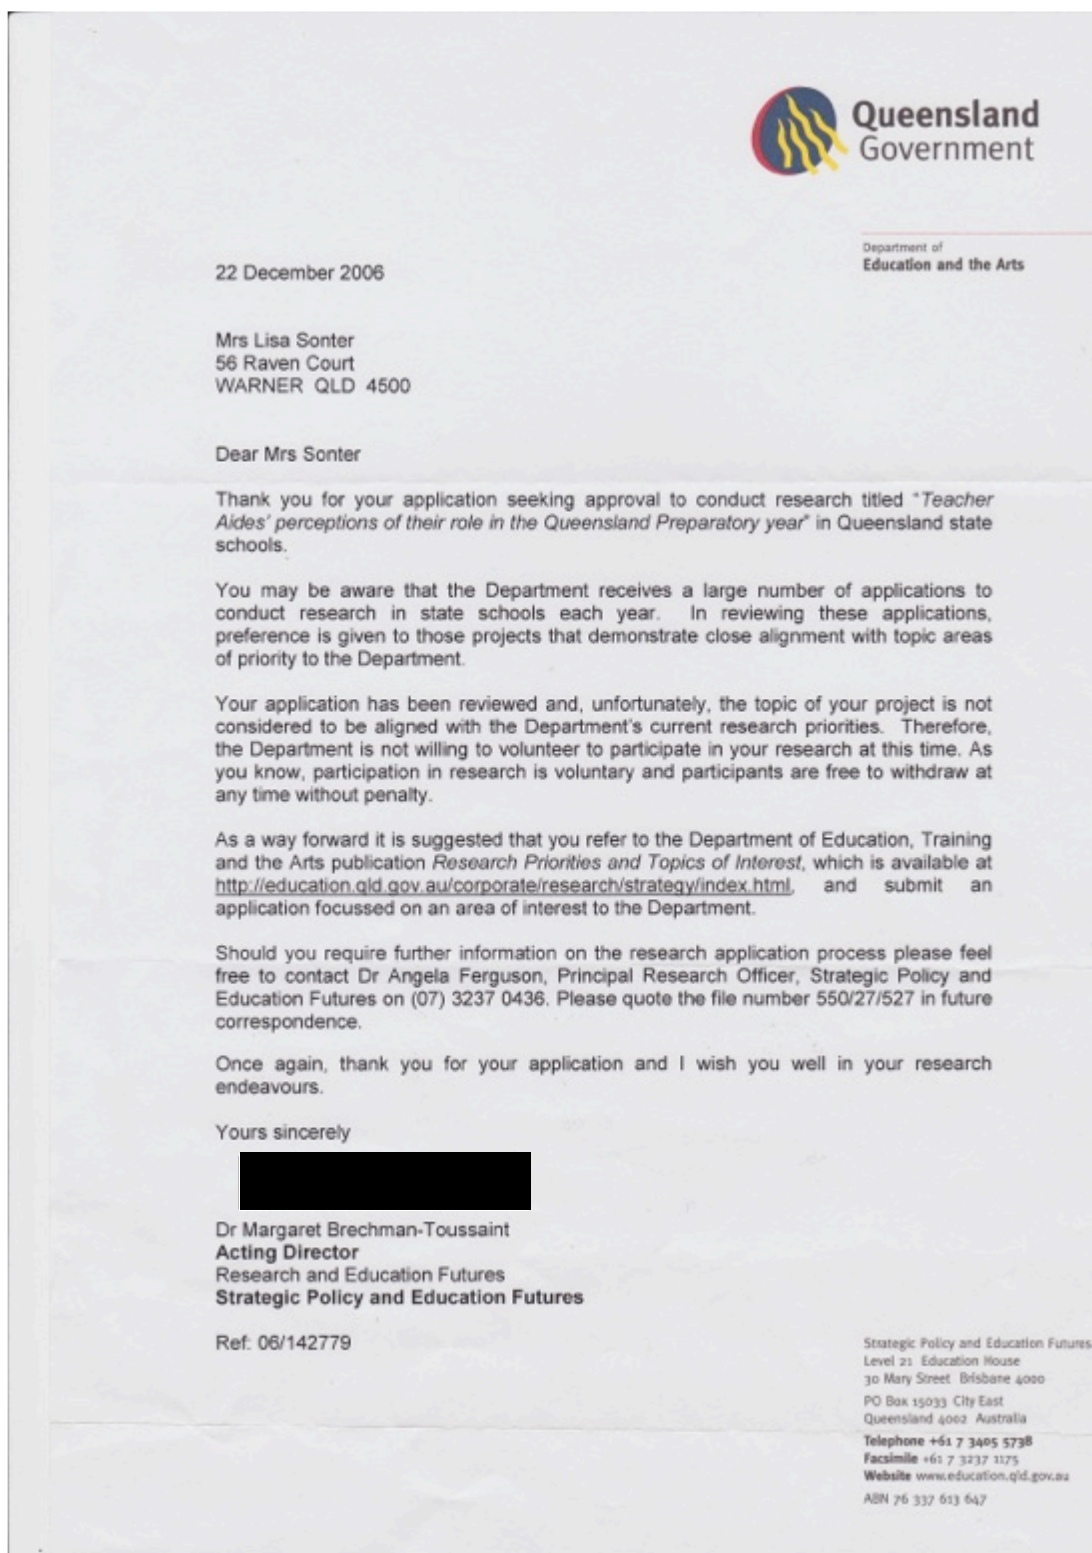 Queensland
Government
Department of
Education and the Arts
22 December 2006
Mrs Lisa Sonter
56 Raven Court
WARNER QLD 4500
Dear Mrs Sonter
Thank you for your application seeking approval to conduct research titled "Teacher
Aides' perceptions of their role in the Queensland Preparatory year" in Queensland state
schools.
You may be aware that the Department receives a large number of applications to
conduct research in state schools each year. In reviewing these applications,
preference is given to those projects that demonstrate close alignment with topic areas
of priority to the Department.
Your application has been reviewed and, unfortunately, the topic of your project is not
considered to be aligned with the Department's current research priorities. Therefore,
the Department is not willing to volunteer to participate in your research at this time. As
you know, participation in research is voluntary and participants are free to withdraw at
any time without penalty.
As a way forward it is suggested that you refer to the Department of Education, Training
and the Arts publication Research Priorities and Topics of Interest, which is available at
http://education.qld.gov.au/corporate/research/strategy/index.html, and submit an
application focussed on an area of interest to the Department.
Should you require further information on the research application process please feel
free to contact Dr Angela Ferguson, Principal Research Officer, Strategic Policy and
Education Futures on (07) 3237 0436. Please quote the file number 550/27/527 in future
correspondence.
Once again, thank you for your application and I wish you well in your research
endeavours.
Yours sincerely
Dr Margaret Brechman-Toussaint
Acting Director
Research and Education Futures
Strategic Policy and Education Futures
Ref: 06/142779
Strategic Policy and Education Futures
Level 21 Education House
30 Mary Street Brisbane 4000
PO Box 15033 City East
Queensland 4002 Australia
Telephone +61 7 3405 5738
Facsimile +61 7 3237 1175
Website www.education.qld.gov.au
ABN 76 337 613 647